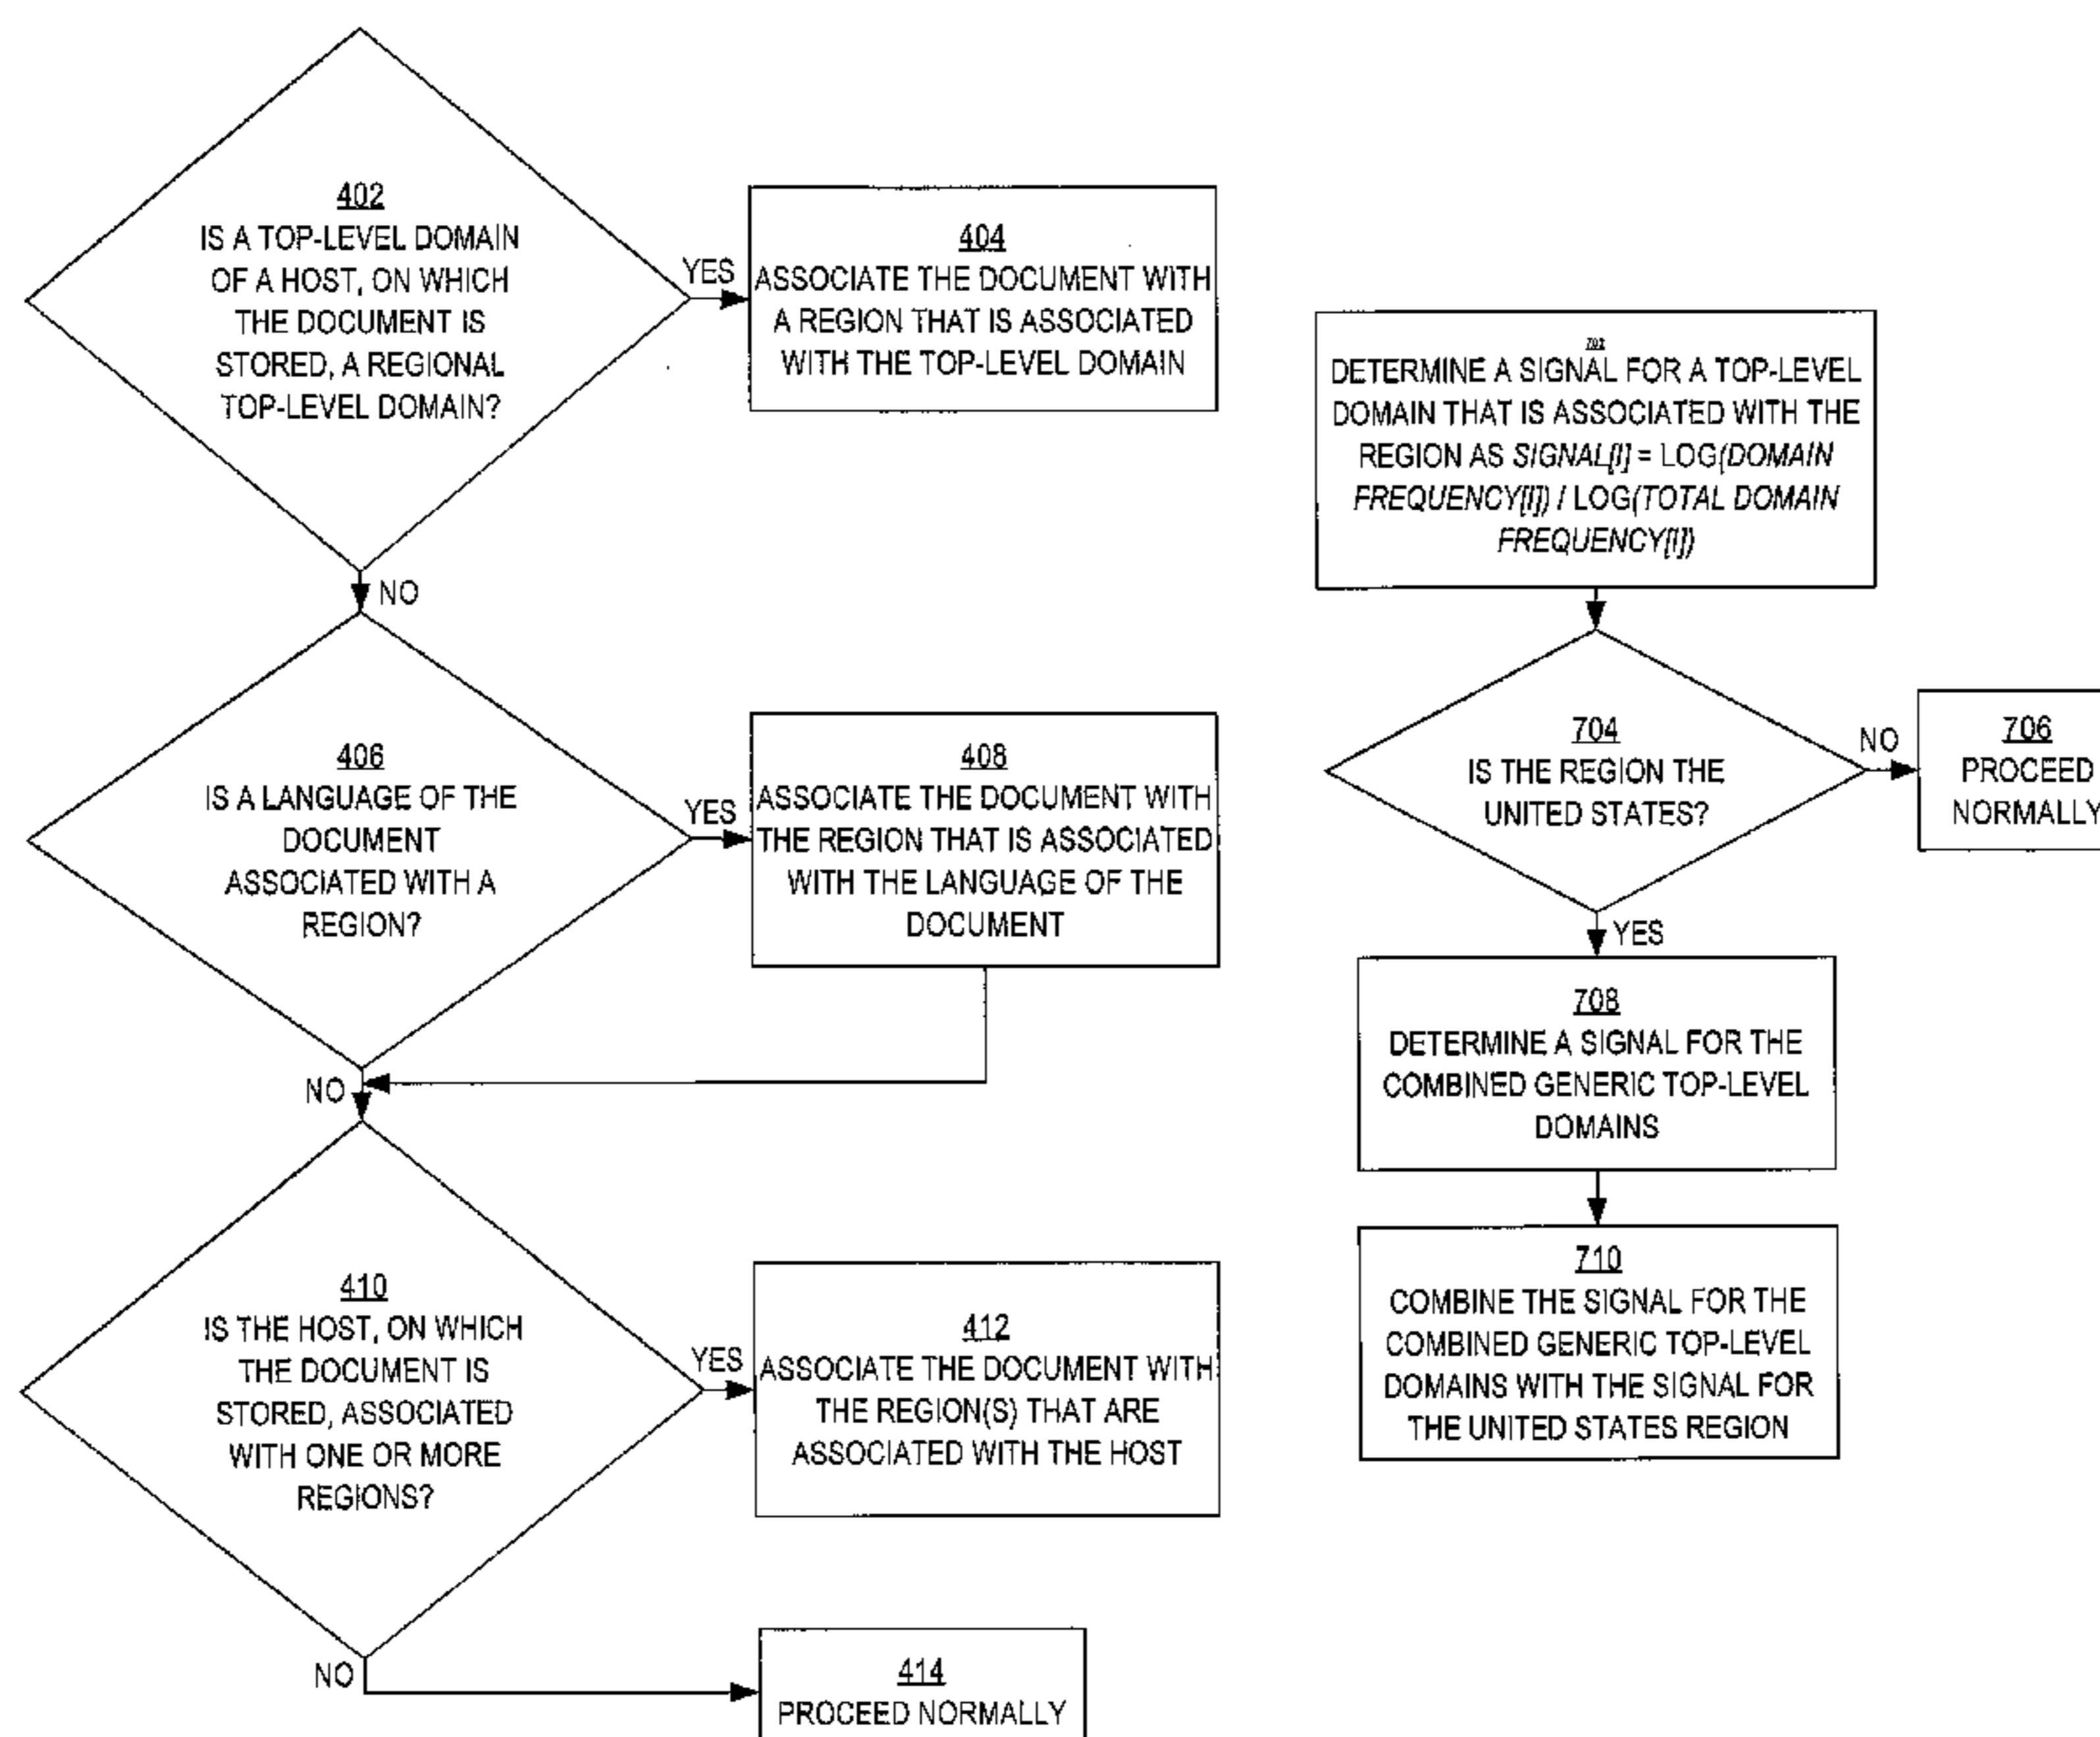 402
IS A TOP-LEVEL DOMAIN
OF A HOST, ON WHICH
THE DOCUMENT IS
STORED, A REGIONAL
TOP-LEVEL DOMAIN?
YES
404
ASSOCIATE THE DOCUMENT WITH
A REGION THAT IS ASSOCIATED
WITH THE TOP-LEVEL DOMAIN
NO
406
IS A LANGUAGE OF THE
DOCUMENT
ASSOCIATED WITH A
REGION?
YES
408
ASSOCIATE THE DOCUMENT WITH
THE REGION THAT IS ASSOCIATED
WITH THE LANGUAGE OF THE
DOCUMENT
NO
410
IS THE HOST, ON WHICH
THE DOCUMENT IS
STORED, ASSOCIATED
WITH ONE OR MORE
REGIONS?
YES
412
ASSOCIATE THE DOCUMENT WITH
THE REGION(S) THAT ARE
ASSOCIATED WITH THE HOST
NO
414
PROCEED NORMALLY
702
DETERMINE A SIGNAL FOR A TOP-LEVEL
DOMAIN THAT IS ASSOCIATED WITH THE
REGION AS SIGNAL[I] = LOG(DOMAIN
FREQUENCY[I]) / LOG(TOTAL DOMAIN
FREQUENCY[I])
704
IS THE REGION THE
UNITED STATES?
NO
706
PROCEED
NORMALLY
YES
708
DETERMINE A SIGNAL FOR THE
COMBINED GENERIC TOP-LEVEL
DOMAINS
710
COMBINE THE SIGNAL FOR THE
COMBINED GENERIC TOP-LEVEL
DOMAINS WITH THE SIGNAL FOR
THE UNITED STATES REGION